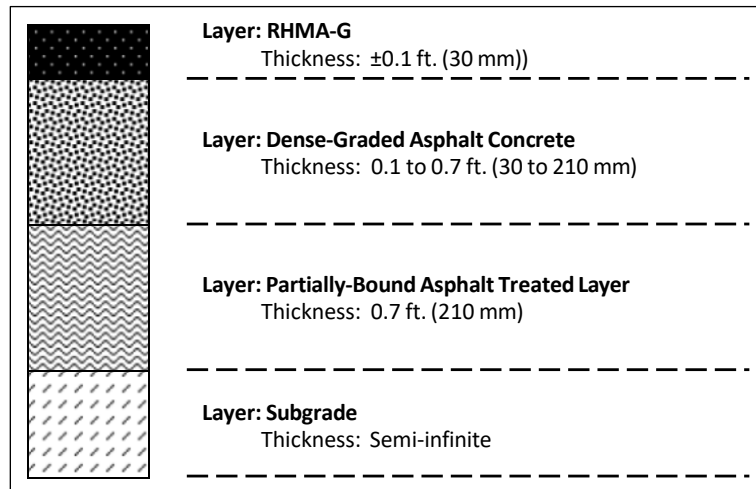 Layer: RHMA-G
Thickness: ±0.1 ft. (30 mm))
Layer: Dense-Graded Asphalt Concrete
Thickness: 0.1 to 0.7 ft. (30 to 210 mm)
Layer: Partially-Bound Asphalt Treated Layer
Thickness: 0.7 ft. (210 mm)
Layer: Subgrade
Thickness: Semi-infinite